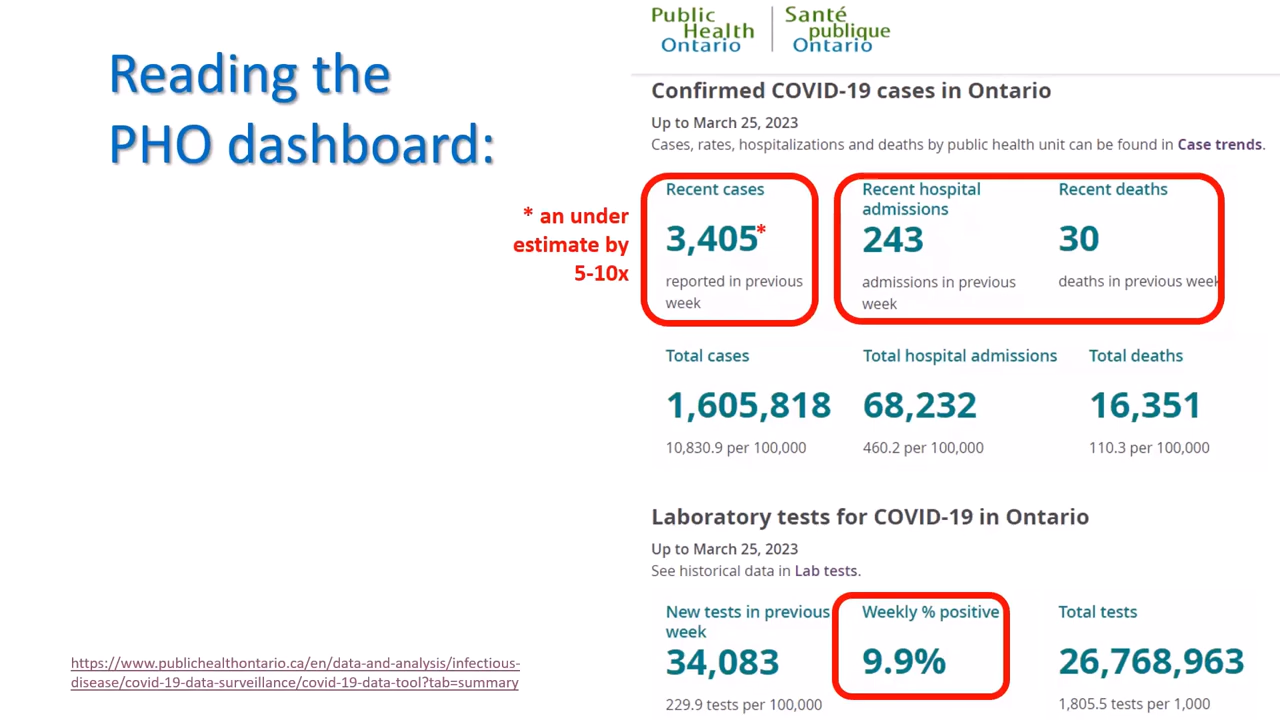 Reading the
PHO dashboard:
Public
Health
Ontario
Santé
publique
Ontario
Confirmed COVID-19 cases in Ontario
Up to March 25, 2023
Cases, rates, hospitalizations and deaths by public health unit can be found in Case trends.
* an under
estimate by
5-10x
Recent cases
3,405*
reported in previous
week
Recent hospital
admissions
243
admissions in previous
week
Recent deaths
30
deaths in previous week
Total cases
1,605,818
10,830.9 per 100,000
Total hospital admissions
68,232
460.2 per 100,000
Total deaths
16,351
110.3 per 100,000
Laboratory tests for COVID-19 in Ontario
Up to March 25, 2023
See historical data in Lab tests.
New tests in previous
week
34,083
229.9 tests per 100,000
Weekly % positive
9.9%
Total tests
26,768,963
1,805.5 tests per 1,000
https://www.publichealthontario.ca/en/data-and-analysis/infectious-
disease/covid-19-data-surveillance/covid-19-data-tool?tab=summary